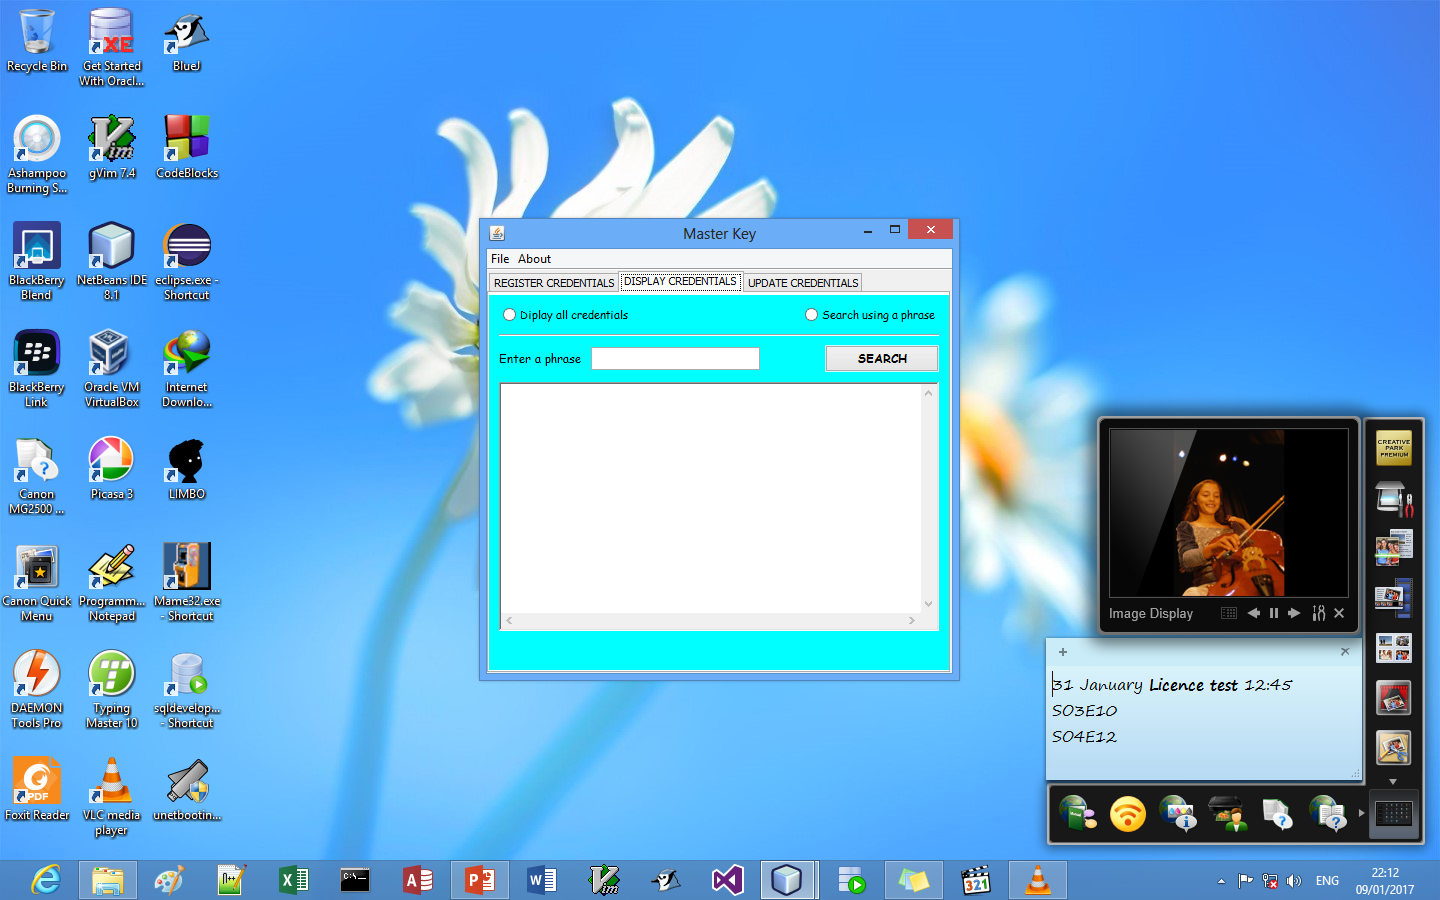 Recycle Bin
Get Started
With Oracl...
BlueJ
Ashampoo
Burning S...
gVim 7.4
CodeBlocks
BlackBerry
Blend
NetBeans IDE
8.1
eclipse.exe -
Shortcut
BlackBerry
Link
Oracle VM
VirtualBox
Internet
Downlo...
Canon
MG2500 ...
Picasa 3
LIMBO
Canon Quick
Menu
Programm...
Notepad
Mame32.exe
- Shortcut
DAEMON
Tools Pro
Typing
Master 10
sqldevelop...
- Shortcut
Foxit Reader
VLC media
player
unetbootin...
Master Key
File About
REGISTER CREDENTIALS DISPLAY CREDENTIALS UPDATE CREDENTIALS
Diplay all credentials Search using a phrase
Enter a phrase SEARCH
CREATIVE
PARK
PREMIUM
Image Display
31 January Licence test 12:45
S03E10
S04E12
ENG
22:12
09/01/2017